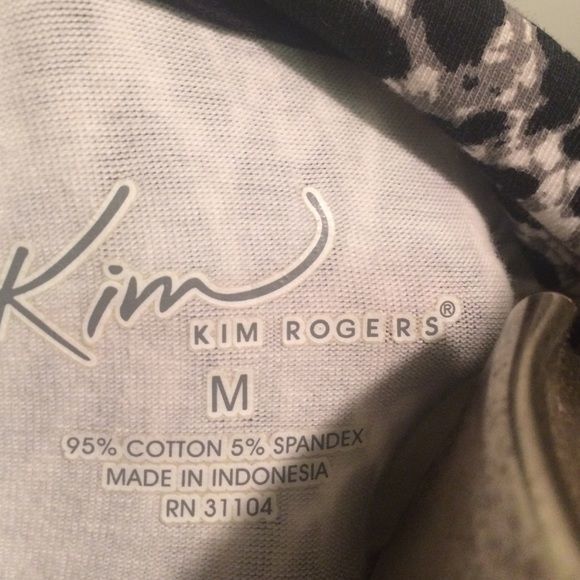 Kim
KIM ROGERS®
M
95% COTTON 5% SPANDEX
MADE IN INDONESIA
RN 31104